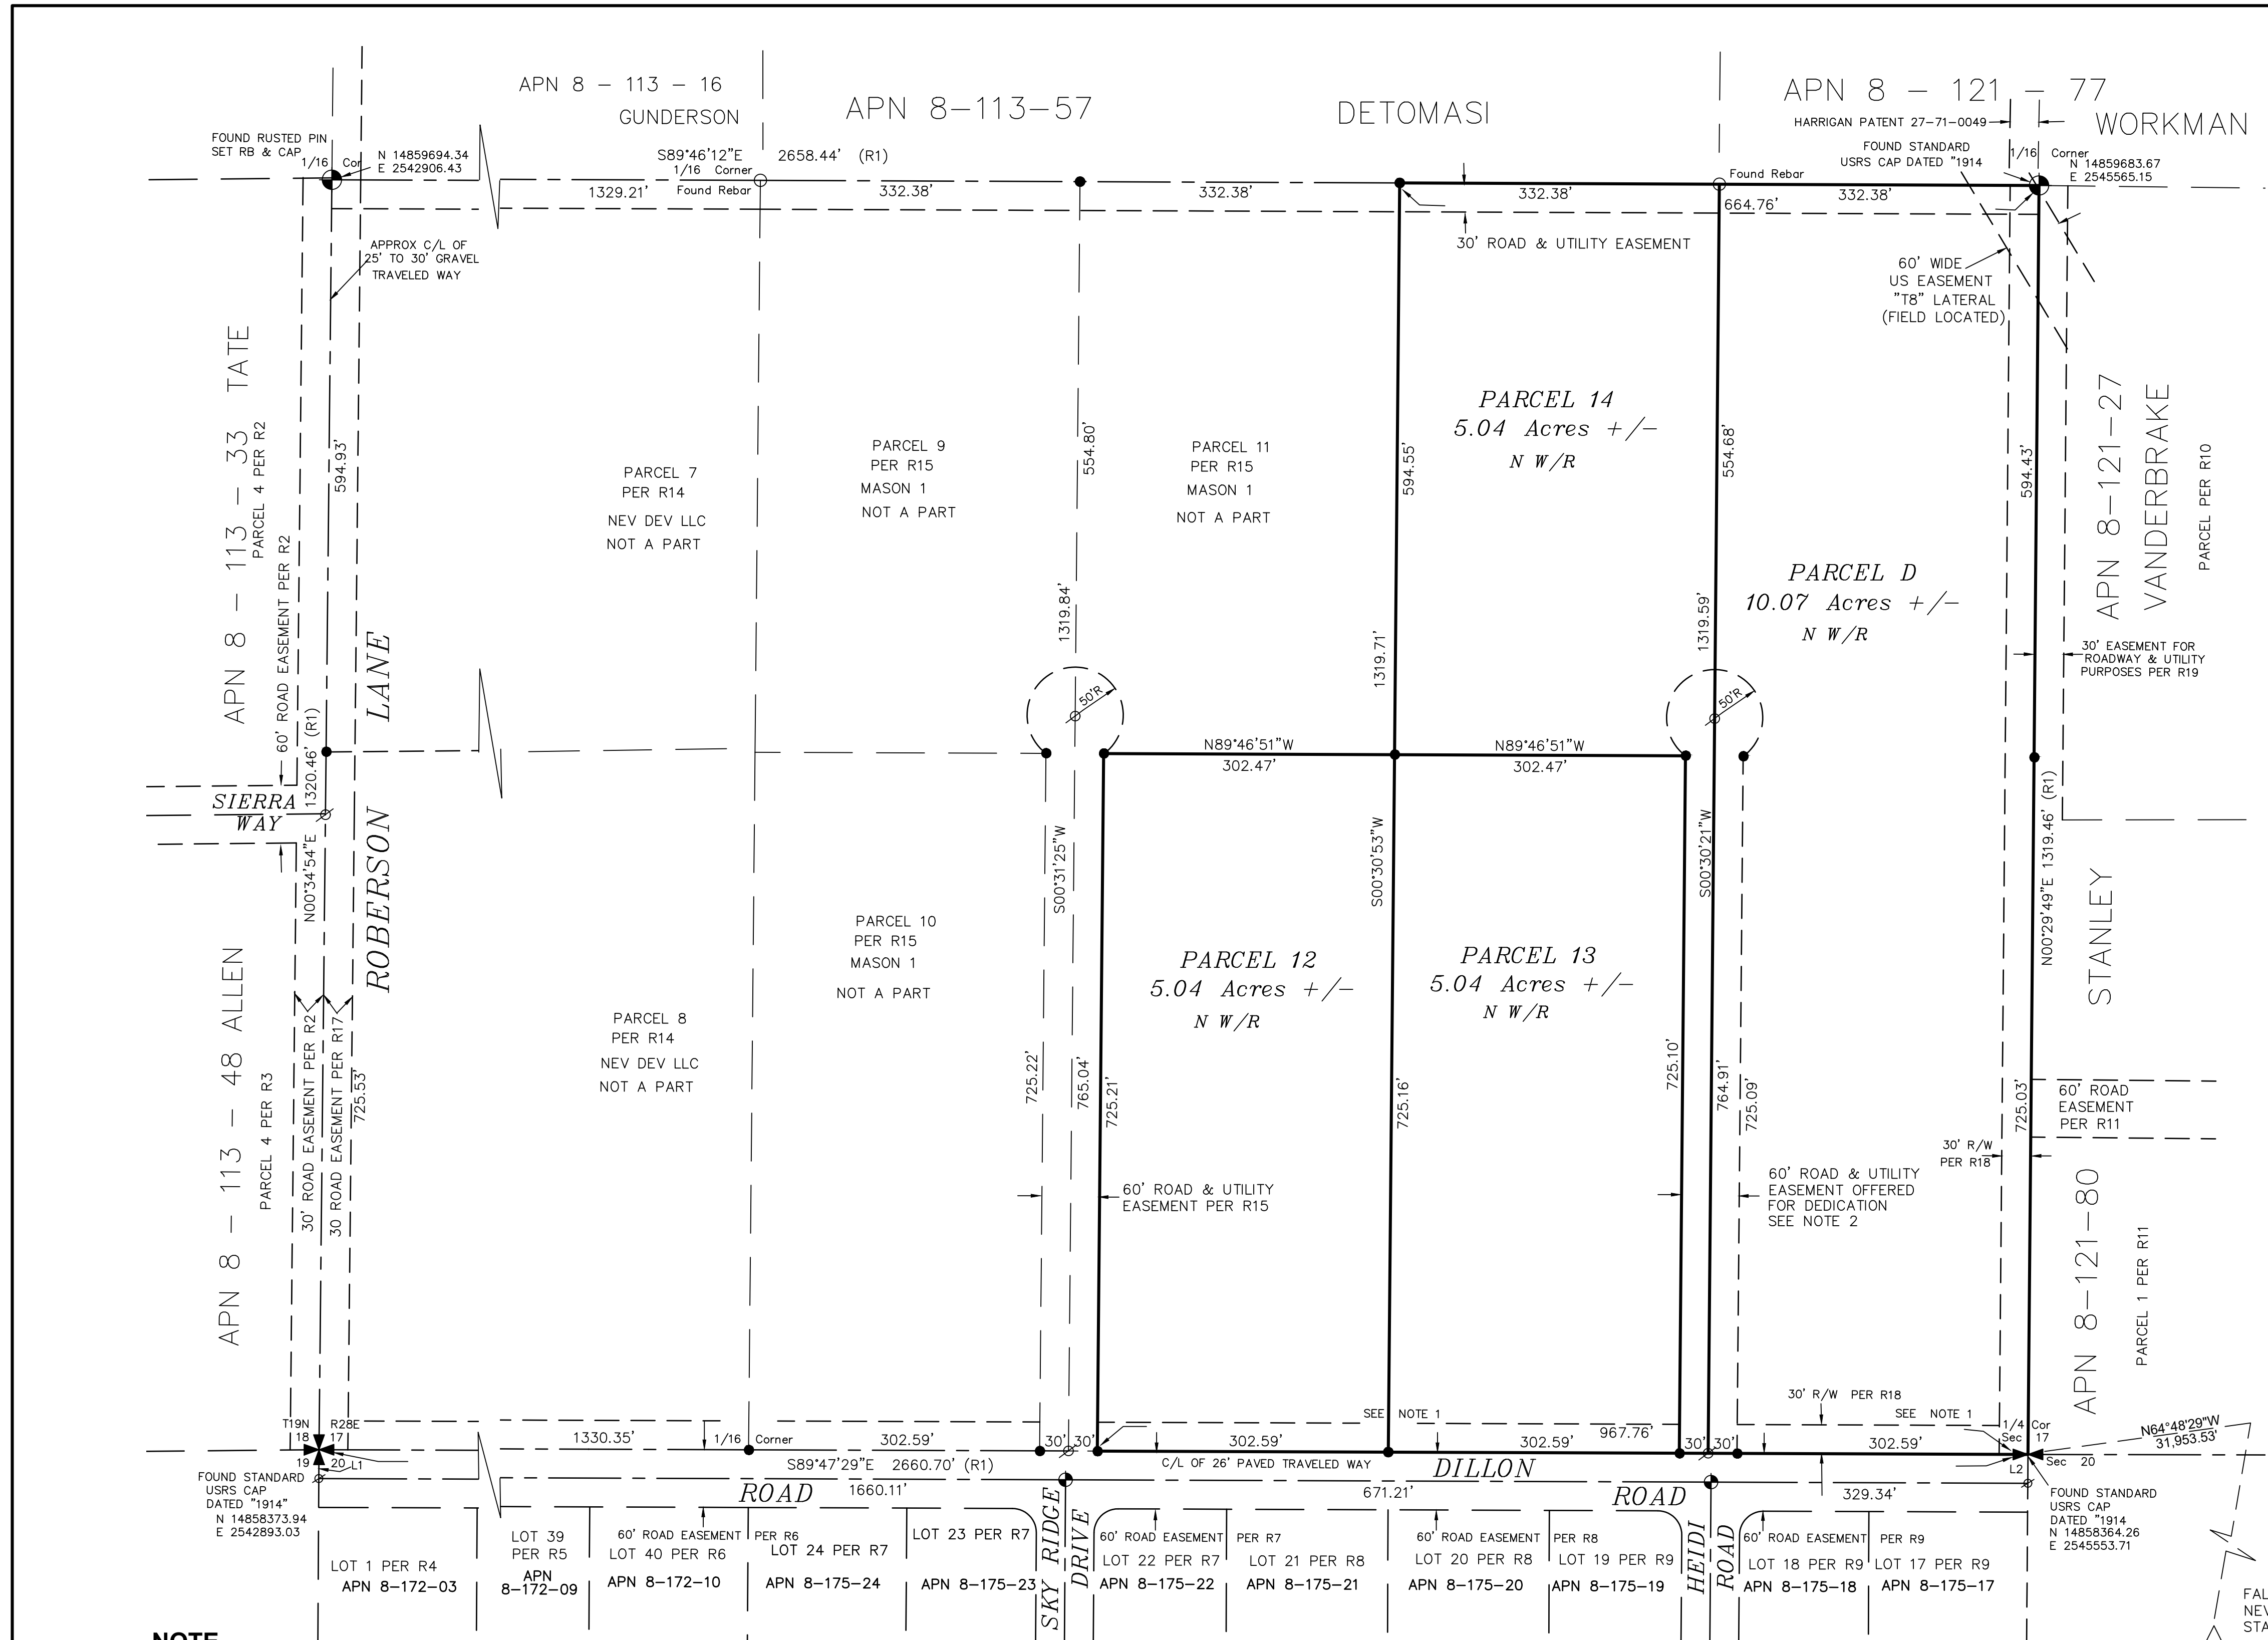 APN 8 - 113 - 16
GUNDERSON
APN 8-113-57
DETOMASI
APN 8 - 121 - 77
WORKMAN
HARRIGAN PATENT 27-71-0049
FOUND RUSTED PIN
SET RB & CAP
1/16 Cor
N 14859694.34
E 2542906.43
S89°46'12"E 2658.44' (R1)
1/16 Corner
Found Rebar
1329.21'
332.38'
332.38'
332.38'
Found Rebar
664.76'
332.38'
FOUND STANDARD
USRS CAP DATED "1914
1/16 Corner
N 14859683.67
E 2545565.15
APPROX C/L OF
25' TO 30' GRAVEL
TRAVELED WAY
30' ROAD & UTILITY EASEMENT
60' WIDE
US EASEMENT
"T8" LATERAL
(FIELD LOCATED)
APN 8 - 113 - 33 TATE
PARCEL 4 PER R2
60' ROAD EASEMENT PER R2
594.93'
1320.46' (R1)
N00°34'54"E
ROBERSON LANE
SIERRA
WAY
PARCEL 7
PER R14
NEV DEV LLC
NOT A PART
PARCEL 9
PER R15
MASON 1
NOT A PART
554.80'
1319.84'
PARCEL 11
PER R15
MASON 1
NOT A PART
594.55'
1319.71'
PARCEL 14
5.04 Acres +/-
N W/R
554.68'
1319.59'
PARCEL D
10.07 Acres +/-
N W/R
594.43'
APN 8-121-27
VANDERBRAKE
PARCEL PER R10
30' EASEMENT FOR
ROADWAY & UTILITY
PURPOSES PER R19
50'R
50'R
N89°46'51"W
302.47'
N89°46'51"W
302.47'
S00°31'25"W
S00°30'53"W
S00°30'21"W
N00°29'49"E 1319.46' (R1)
STANLEY
APN 8 - 113 - 48 ALLEN
PARCEL 4 PER R3
30' ROAD EASEMENT PER R2
30 ROAD EASEMENT PER R17
725.53'
PARCEL 8
PER R14
NEV DEV LLC
NOT A PART
PARCEL 10
PER R15
MASON 1
NOT A PART
725.22'
765.04'
725.21'
PARCEL 12
5.04 Acres +/-
N W/R
725.16'
PARCEL 13
5.04 Acres +/-
N W/R
725.10'
764.91'
725.09'
725.03'
60' ROAD
EASEMENT
PER R11
30' R/W
PER R18
60' ROAD & UTILITY
EASEMENT PER R15
60' ROAD & UTILITY
EASEMENT OFFERED
FOR DEDICATION
SEE NOTE 2
APN 8-121-80
PARCEL 1 PER R11
30' R/W PER R18
SEE NOTE 1
SEE NOTE 1
T19N R28E
18 17
19 20
L1
1330.35'
1/16 Corner
302.59'
30' 30'
302.59'
302.59'
967.76'
30' 30'
302.59'
1/4 Cor
Sec 17
Sec 20
L2
N64°48'29"W
31,953.53'
S89°47'29"E 2660.70' (R1)
C/L OF 26' PAVED TRAVELED WAY
DILLON
ROAD
ROAD
1660.11'
671.21'
329.34'
FOUND STANDARD
USRS CAP
DATED "1914"
N 14858373.94
E 2542893.03
FOUND STANDARD
USRS CAP
DATED "1914
N 14858364.26
E 2545553.71
LOT 1 PER R4
APN 8-172-03
LOT 39
PER R5
APN
8-172-09
60' ROAD EASEMENT PER R6
LOT 40 PER R6
APN 8-172-10
LOT 24 PER R7
APN 8-175-24
LOT 23 PER R7
APN 8-175-23
SKY RIDGE
DRIVE
60' ROAD EASEMENT PER R7
LOT 22 PER R7
APN 8-175-22
LOT 21 PER R8
APN 8-175-21
60' ROAD EASEMENT PER R8
LOT 20 PER R8
APN 8-175-20
LOT 19 PER R9
APN 8-175-19
HEIDI
ROAD
60' ROAD EASEMENT PER R9
LOT 18 PER R9
APN 8-175-18
LOT 17 PER R9
APN 8-175-17
NOTE